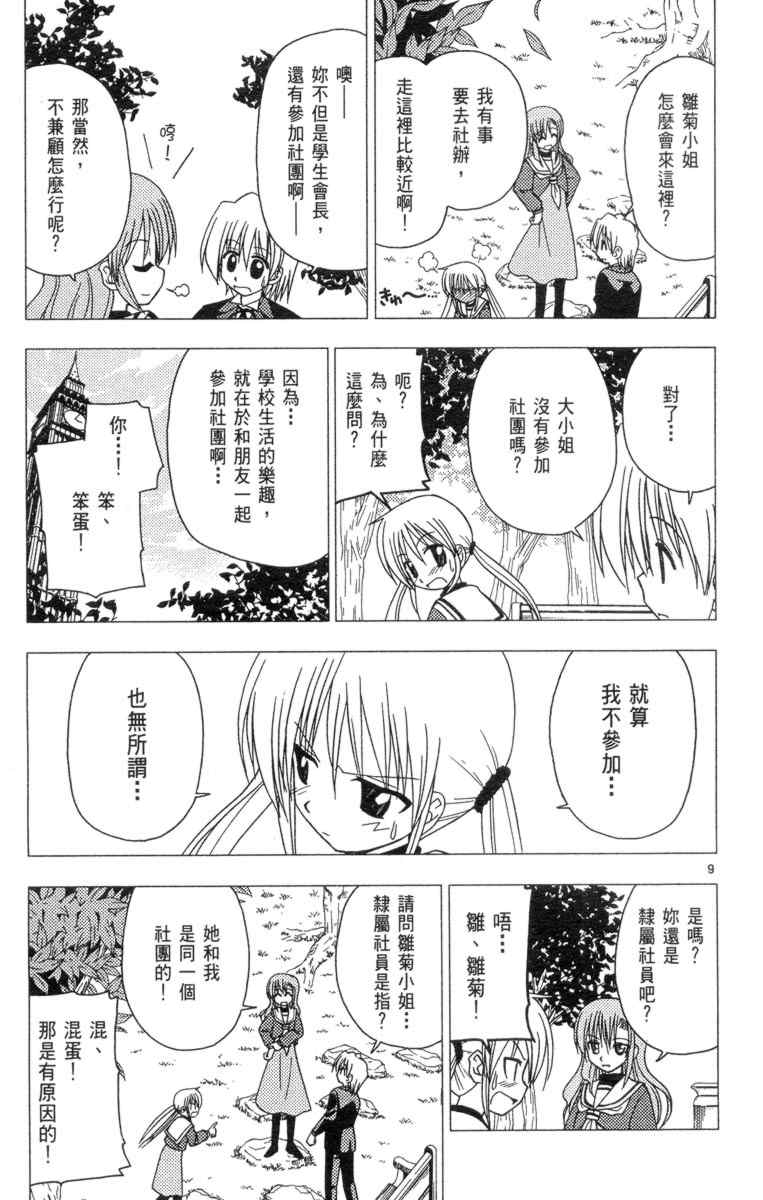 雛菊小姐
怎麼會來這裡?
我有事
要去社辦,
走這裡比較近啊!
きゅ〜…
噢——
妳不但是學生會長,
還有參加社團啊——
哼!
那當然,
不兼顧怎麼行呢?
對了…
大小姐
沒有參加
社團嗎?
呃?
為、為什麼
這麼問?
因為…
學校生活的樂趣,
就在於和朋友一起
參加社團啊…
你…!
笨、
笨蛋!
就算
我不參加…
也無所謂…
9
是嗎?
妳還是
隸屬社員吧?
唔…
雛、雛菊!
請問雛菊小姐…
隸屬社員是指?
她和我
是同一個
社團的!
混、
混蛋!
那是有原因的!